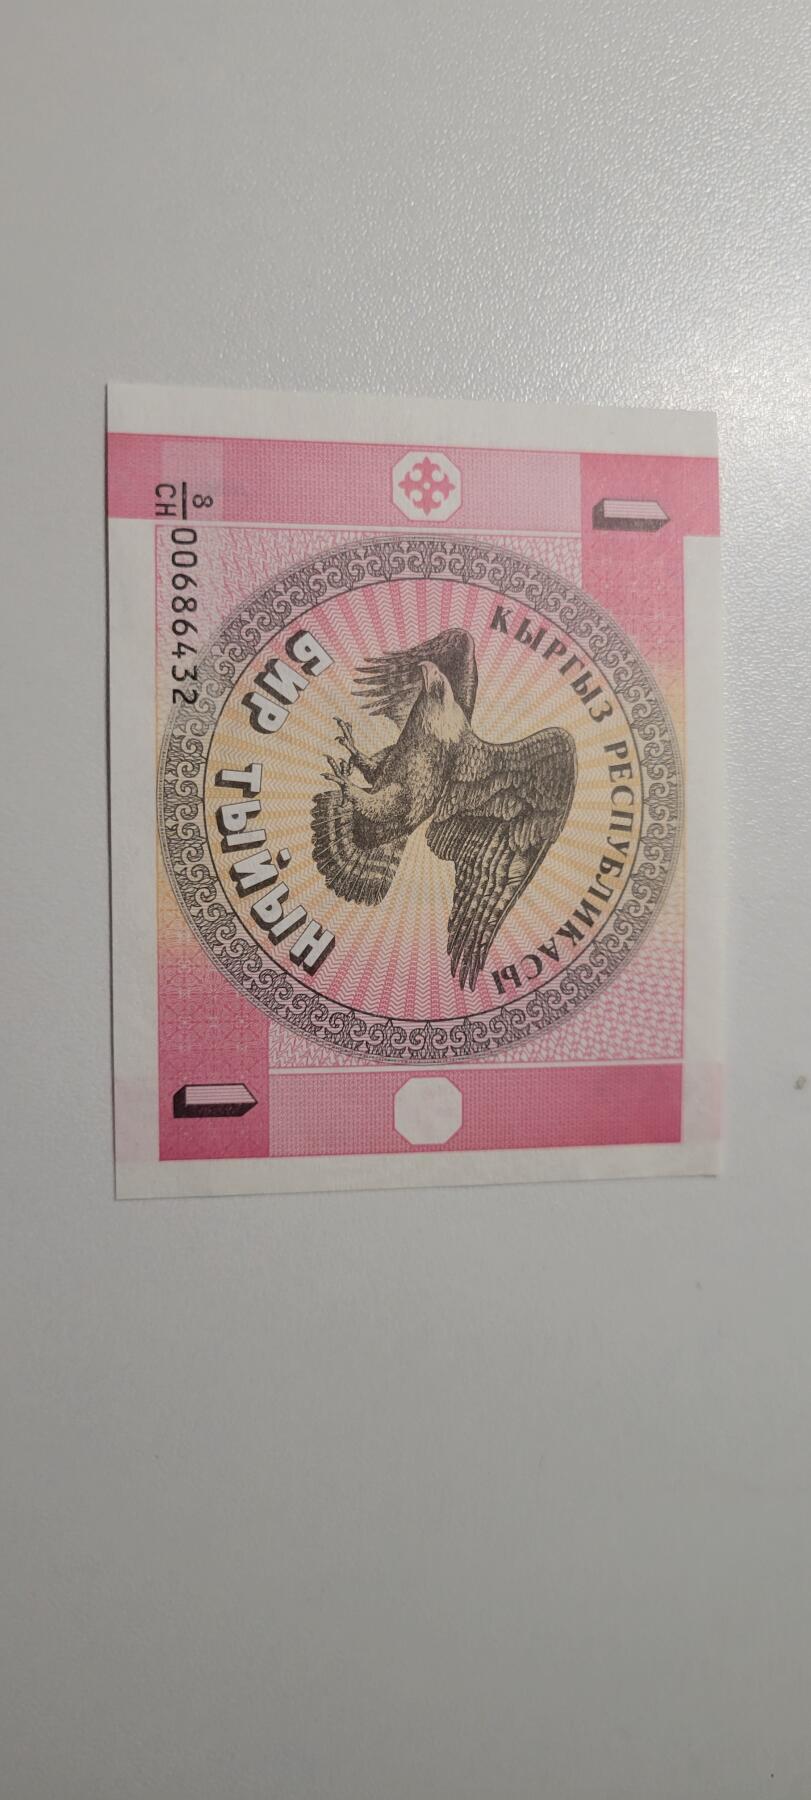 1
КЫРГЫЗ РЕСПУБЛИКАСЫ
БИР ТЫЙЫН
1
8/СН 00686432